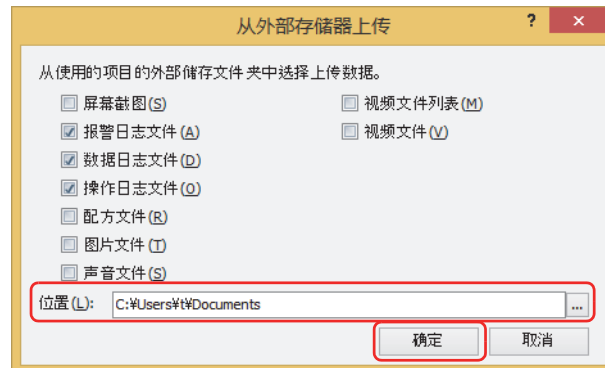 从外部存储器上传
? ×
从使用的项目的外部储存文件夹中选择上传数据。
屏幕截图(S) 视频文件列表(M)
报警日志文件(A) 视频文件(V)
数据日志文件(D)
操作日志文件(O)
配方文件(R)
图片文件(T)
声音文件(S)
位置(L): C:¥Users¥t¥Documents ...
确定 取消